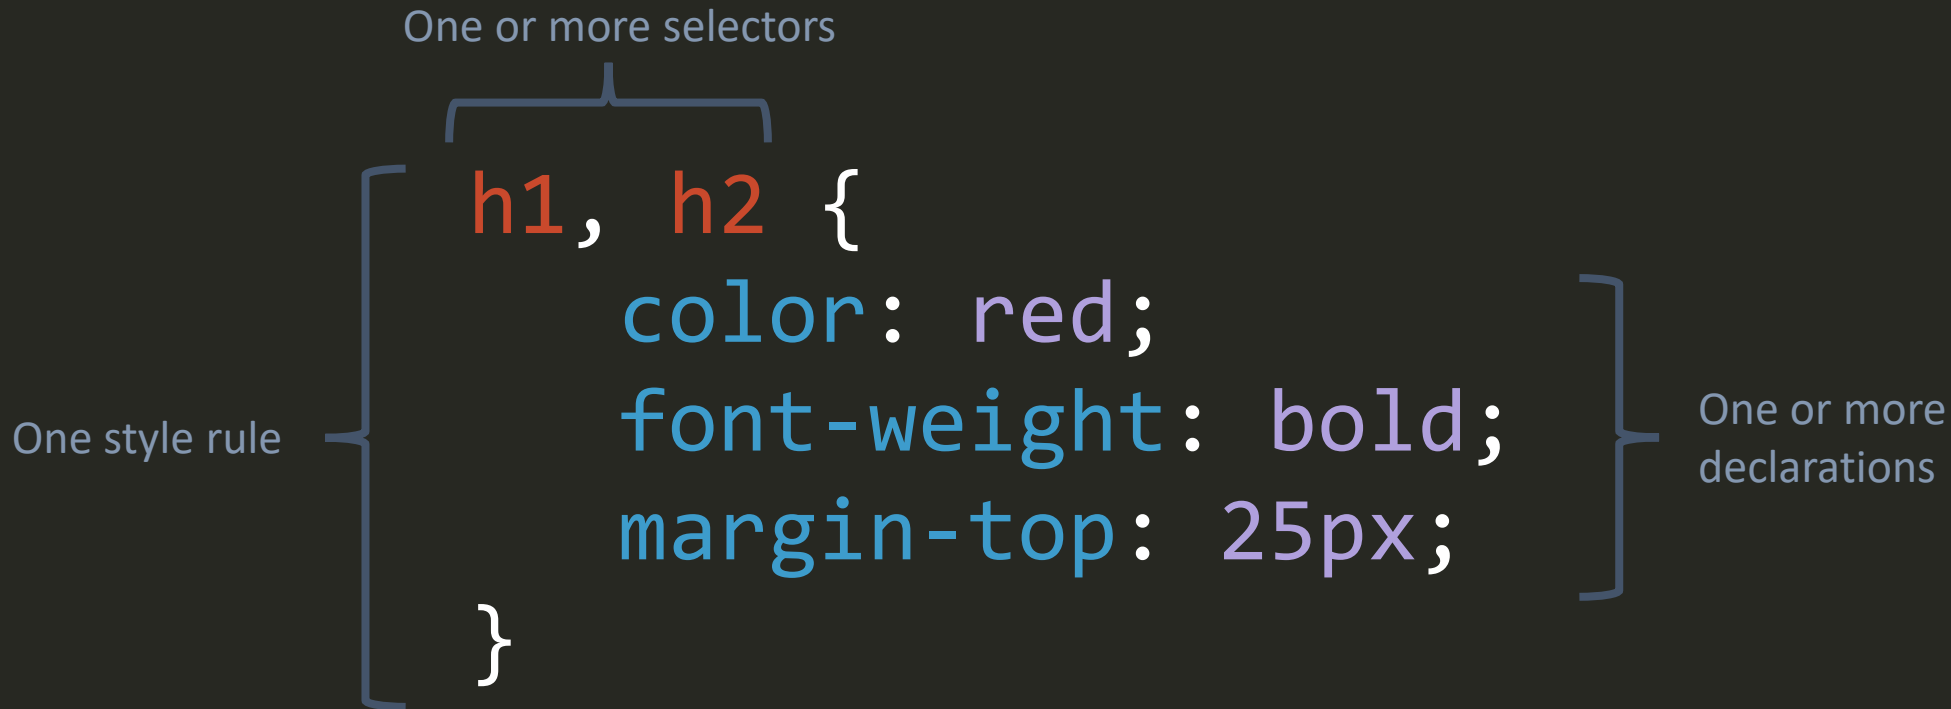 One or more selectors
h1, h2 {
color: red;
font-weight: bold;
One style rule
One or more
declarations
margin-top: 25px;
}